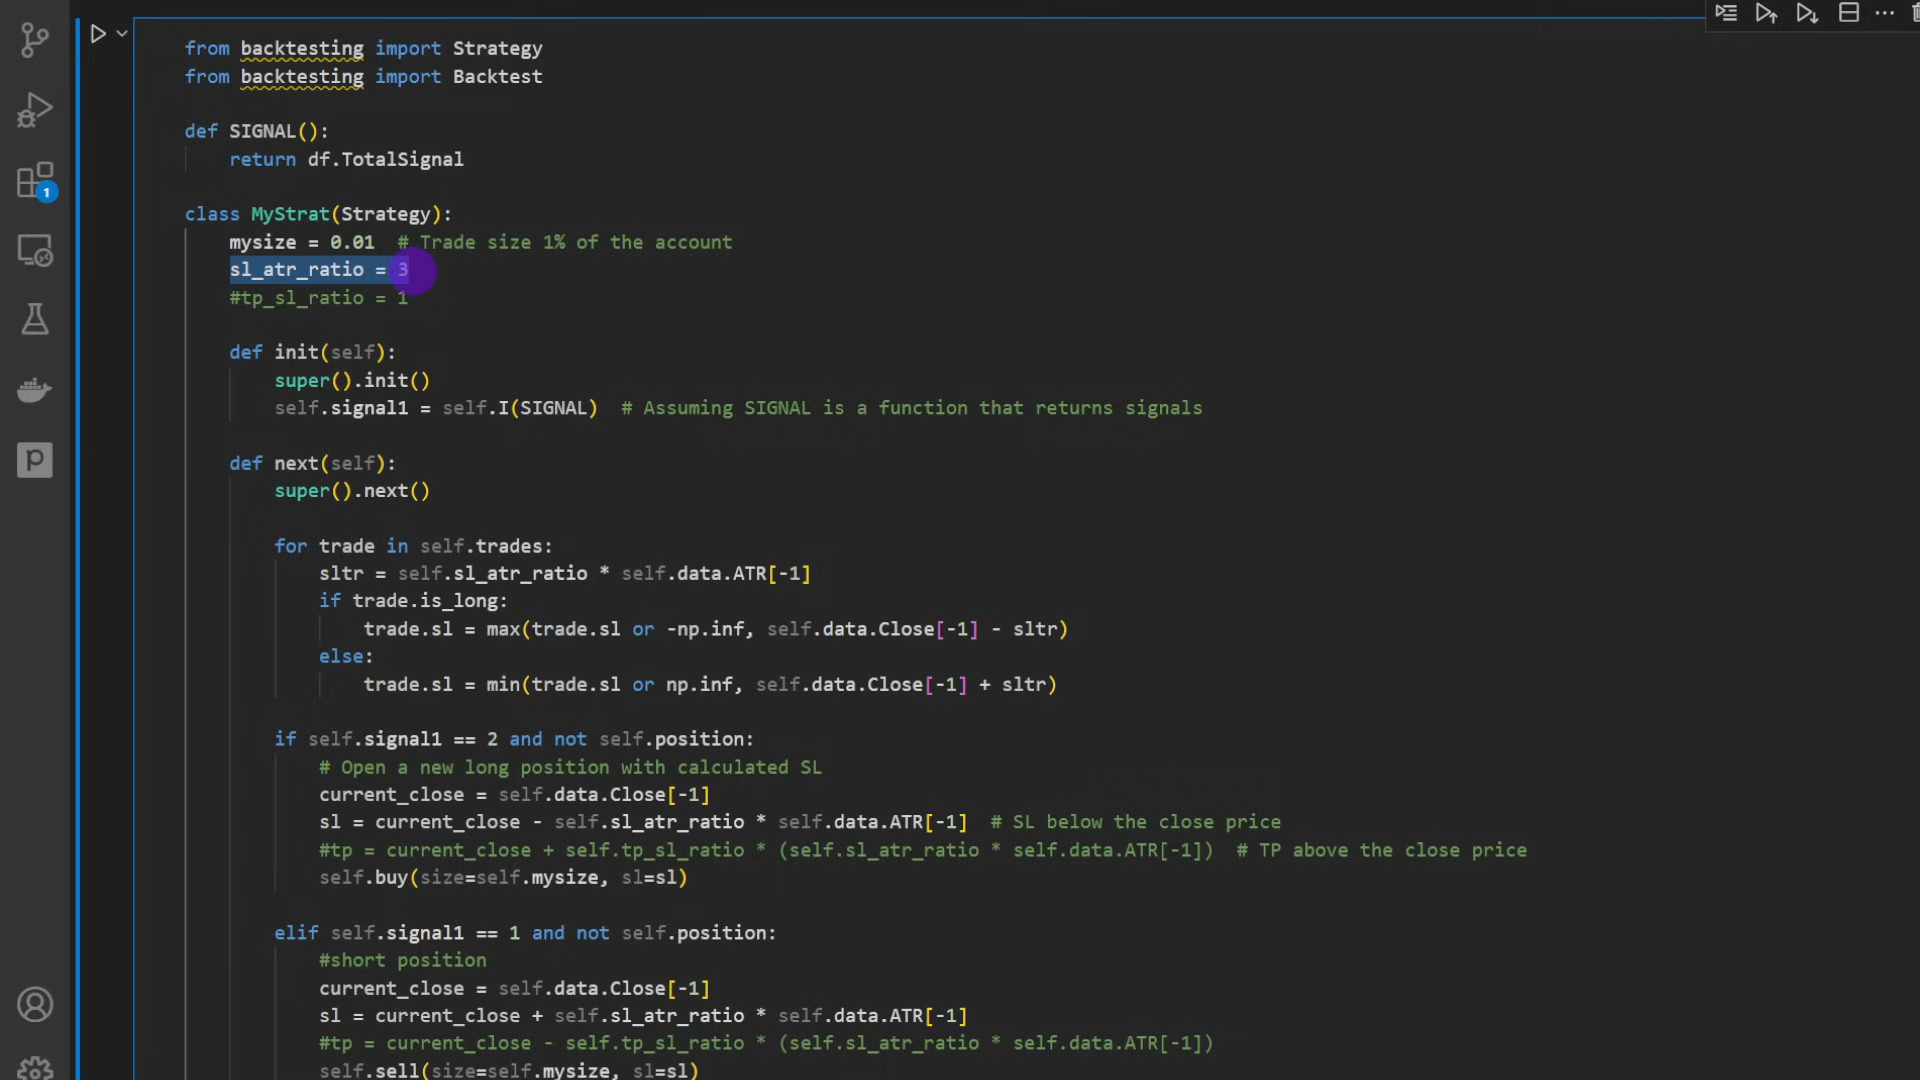 from backtesting import Strategy
from backtesting import Backtest
def SIGNAL():
    return df.TotalSignal
class MyStrat(Strategy):
    mysize = 0.01  # Trade size 1% of the account
    sl_atr_ratio = 3
    #tp_sl_ratio = 1
    def init(self):
        super().init()
        self.signal1 = self.I(SIGNAL)  # Assuming SIGNAL is a function that returns signals
    def next(self):
        super().next()
        for trade in self.trades:
            sltr = self.sl_atr_ratio * self.data.ATR[-1]
            if trade.is_long:
                trade.sl = max(trade.sl or -np.inf, self.data.Close[-1] - sltr)
            else:
                trade.sl = min(trade.sl or np.inf, self.data.Close[-1] + sltr)
        if self.signal1 == 2 and not self.position:
            # Open a new long position with calculated SL
            current_close = self.data.Close[-1]
            sl = current_close - self.sl_atr_ratio * self.data.ATR[-1]  # SL below the close price
            #tp = current_close + self.tp_sl_ratio * (self.sl_atr_ratio * self.data.ATR[-1])  # TP above the close price
            self.buy(size=self.mysize, sl=sl)
        elif self.signal1 == 1 and not self.position:
            #short position
            current_close = self.data.Close[-1]
            sl = current_close + self.sl_atr_ratio * self.data.ATR[-1]
            #tp = current_close - self.tp_sl_ratio * (self.sl_atr_ratio * self.data.ATR[-1])
            self.sell(size=self.mysize, sl=sl)
1